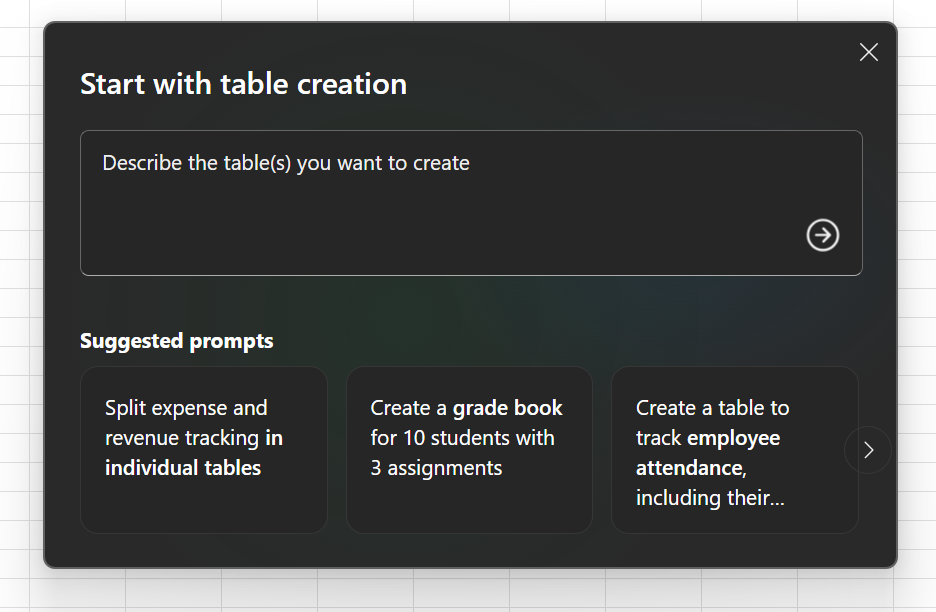 Start with table creation
Describe the table(s) you want to create
Suggested prompts
Split expense and
revenue tracking in
individual tables
Create a grade book
for 10 students with
3 assignments
Create a table to
track employee
attendance,
including their...